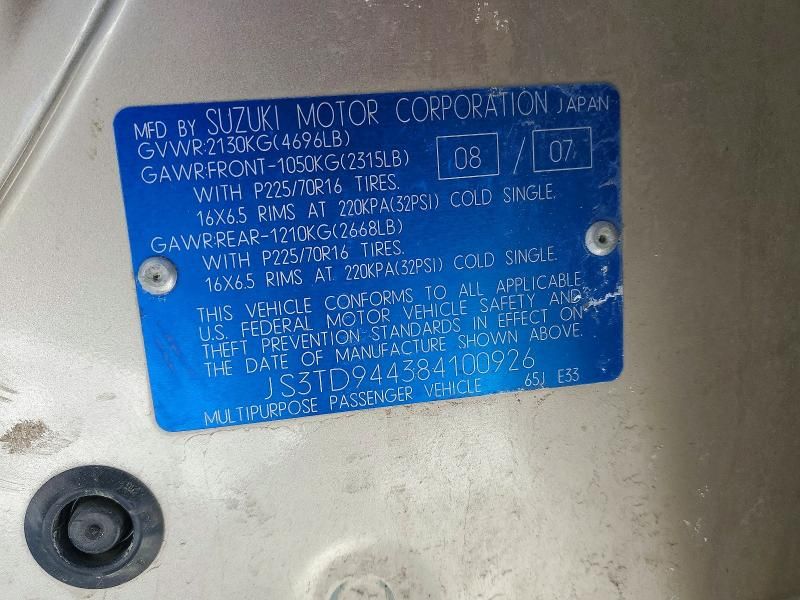 MFD BY SUZUKI MOTOR CORPORATION JAPAN
GVWR:2130KG(4696LB)
GAWR:FRONT-1050KG(2315LB) 08 / 07
WITH P225/70R16 TIRES.
16X6.5 RIMS AT 220KPA(32PSI) COLD SINGLE.
GAWR:REAR-1210KG(2668LB)
WITH P225/70R16 TIRES.
16X6.5 RIMS AT 220KPA(32PSI) COLD SINGLE.
THIS VEHICLE CONFORMS TO ALL APPLICABLE
U.S. FEDERAL MOTOR VEHICLE SAFETY AND
THEFT PREVENTION STANDARDS IN EFFECT ON
THE DATE OF MANUFACTURE SHOWN ABOVE.
JS3TD944384100926
MULTIPURPOSE PASSENGER VEHICLE 65J E33